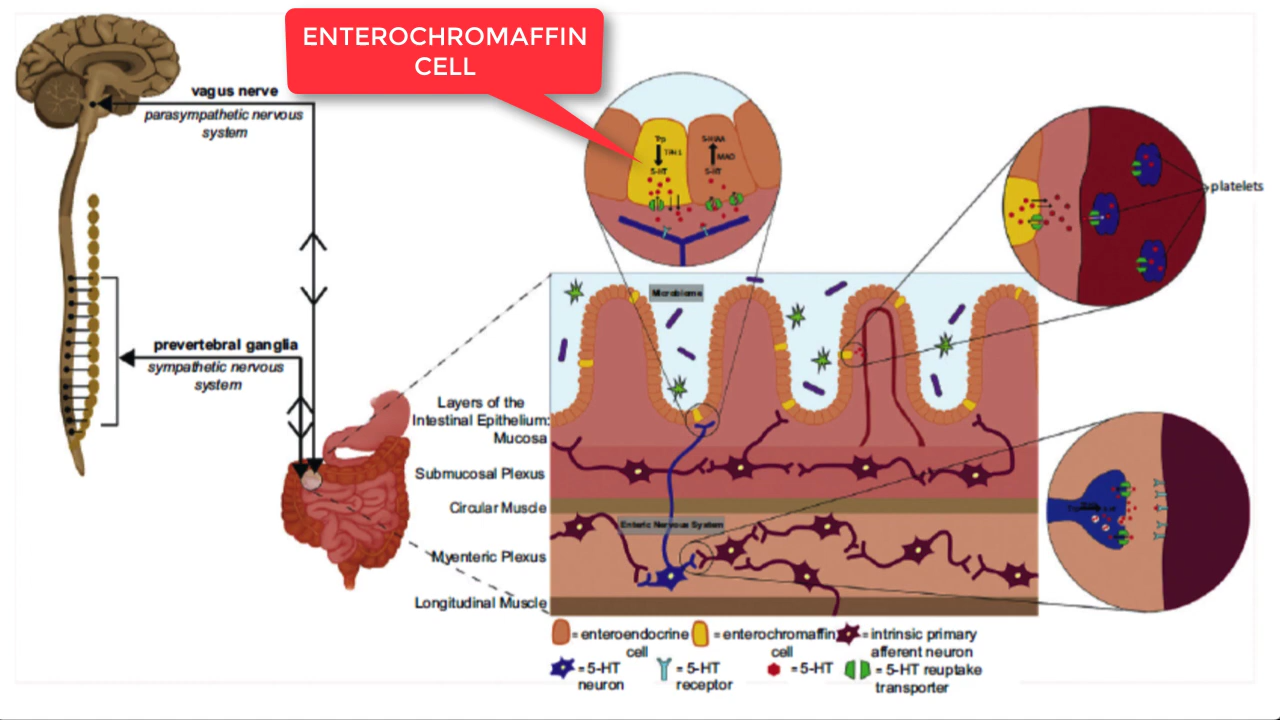 ENTEROCHROMAFFIN
CELL
vagus nerve
parasympathetic nervous
system
Trp
TPH1
5-HT
5-HIAA
MAO
5-HT
platelets
prevertebral ganglia
sympathetic nervous
system
Microbiome
Layers of the
Intestinal Epithelium:
Mucosa
Submucosal Plexus
Circular Muscle
Enteric Nervous System
Myenteric Plexus
Longitudinal Muscle
= enteroendocrine
cell
= enterochromaffin
cell
= intrinsic primary
afferent neuron
= 5-HT
neuron
= 5-HT
receptor
= 5-HT
= 5-HT reuptake
transporter